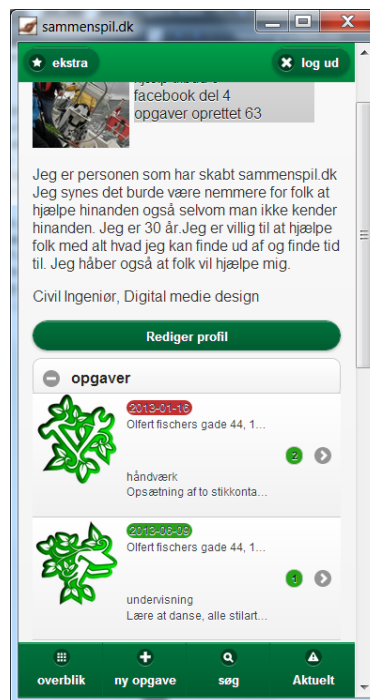 sammenspil.dk
ekstra
log ud
facebook del 4
opgaver oprettet 63
Jeg er personen som har skabt sammenspil.dk
Jeg synes det burde være nemmere for folk at
hjælpe hinanden også selvom man ikke kender
hinanden. Jeg er 30 år.Jeg er villig til at hjælpe
folk med alt hvad jeg kan finde ud af og finde tid
til. Jeg håber også at folk vil hjælpe mig.
Civil Ingeniør, Digital medie design
Rediger profil
opgaver
2013-01-16
Olfert fischers gade 44, 1...
2
håndværk
Opsætning af to stikkonta...
2013-06-09
Olfert fischers gade 44, 1...
1
undervisning
Lære at danse, alle stilart...
overblik
ny opgave
søg
Aktuelt